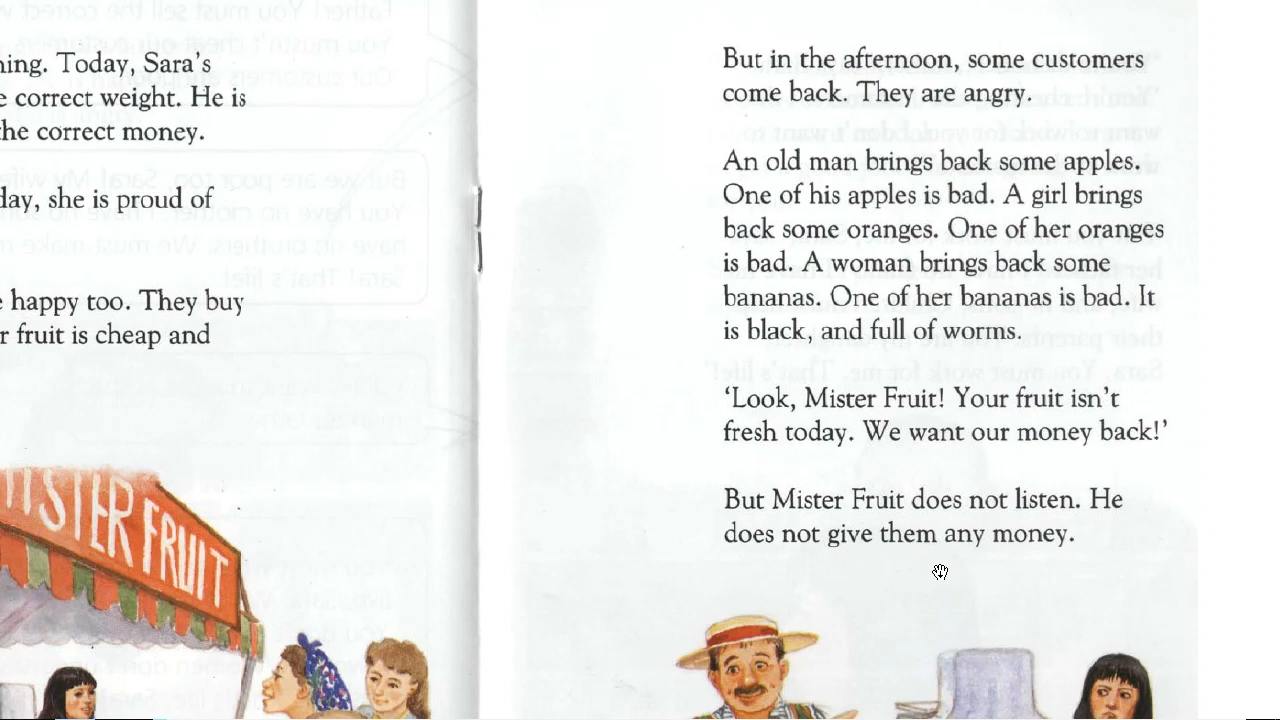 ning. Today, Sara's
e correct weight. He is
the correct money.
day, she is proud of
e happy too. They buy
r fruit is cheap and
MISTER FRUIT
But in the afternoon, some customers
come back. They are angry.
An old man brings back some apples.
One of his apples is bad. A girl brings
back some oranges. One of her oranges
is bad. A woman brings back some
bananas. One of her bananas is bad. It
is black, and full of worms.
‘Look, Mister Fruit! Your fruit isn't
fresh today. We want our money back!’
But Mister Fruit does not listen. He
does not give them any money.